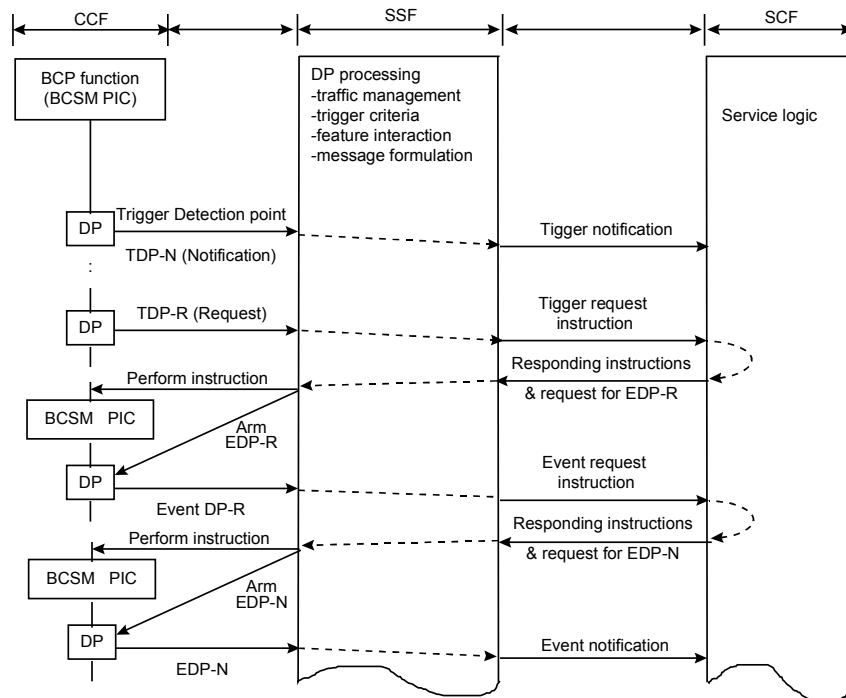 CCF
SSF
SCF
BCP function
(BCSM PIC)
DP processing
-traffic management
-trigger criteria
-feature interaction
-message formulation
Service logic
DP
Trigger Detection point
Tigger notification
TDP-N (Notification)
:
DP
TDP-R (Request)
Tigger request
instruction
Perform instruction
Responding instructions
& request for EDP-R
BCSM PIC
Arm
EDP-R
DP
Event DP-R
Event request
instruction
Perform instruction
Responding instructions
& request for EDP-N
BCSM PIC
Arm
EDP-N
DP
EDP-N
Event notification